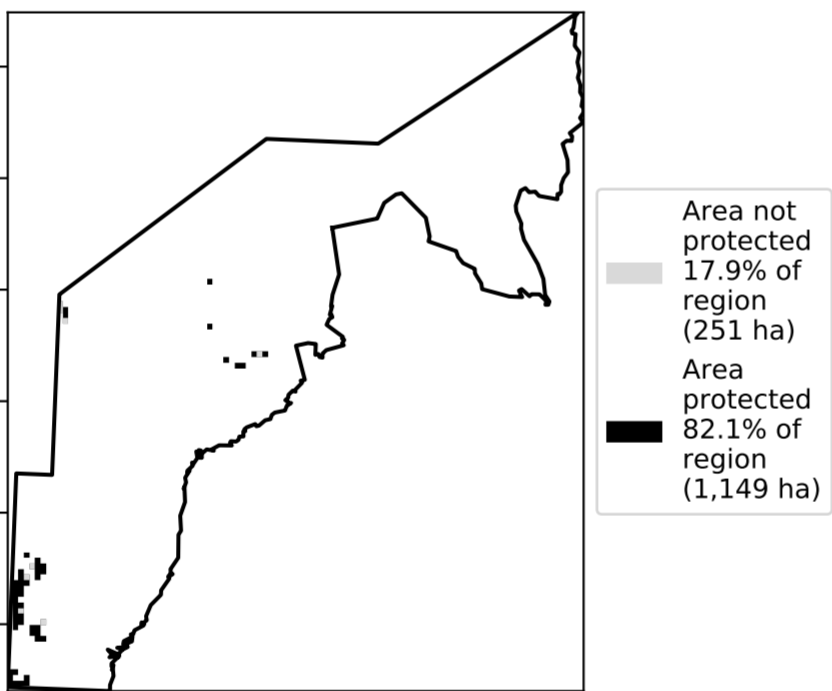 Area not
protected
17.9% of
region
(251 ha)
Area
protected
82.1% of
region
(1,149 ha)